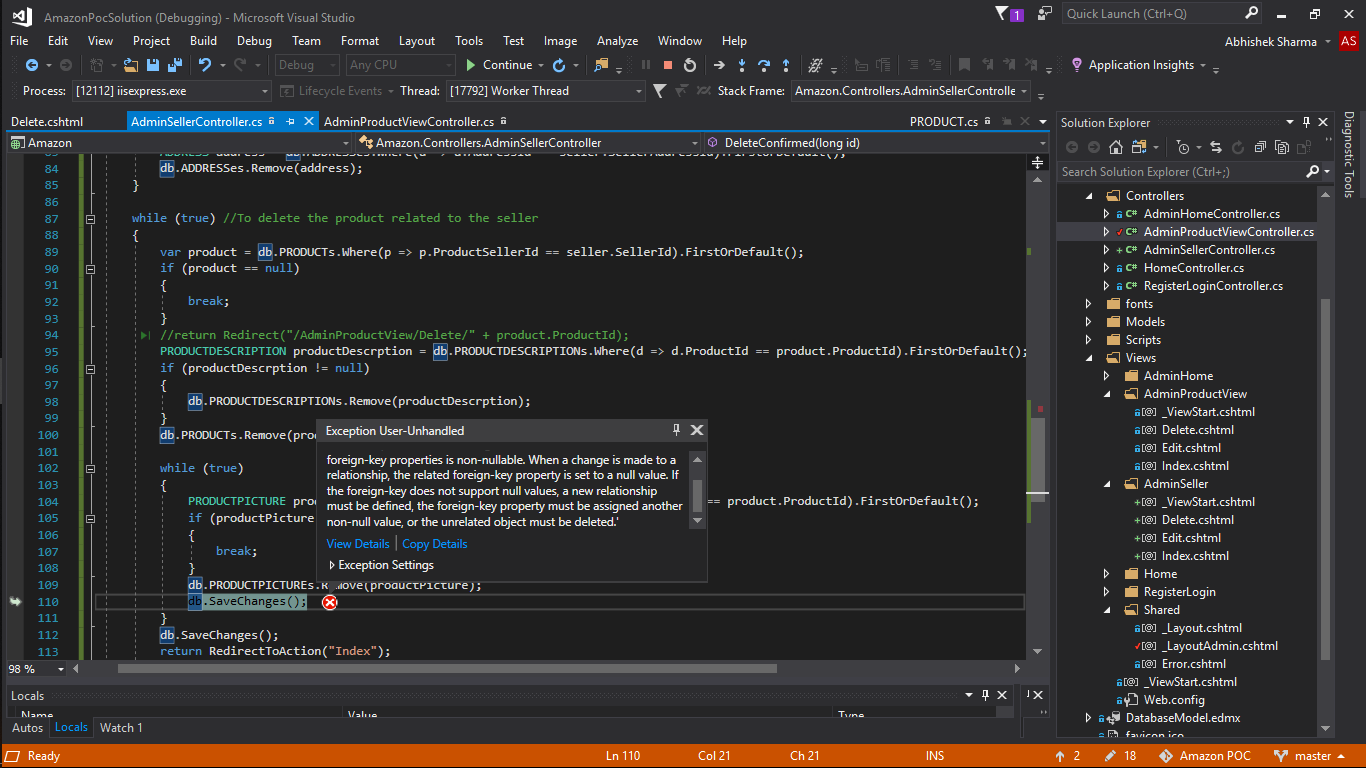 AmazonPocSolution (Debugging) - Microsoft Visual Studio
1
Quick Launch (Ctrl+Q)
File Edit View Project Build Debug Team Format Layout Tools Test Image Analyze Window Help
Abhishek Sharma AS
Debug Any CPU Continue Application Insights
Process: [12112] iisexpress.exe Lifecycle Events Thread: [17792] Worker Thread Stack Frame: Amazon.Controllers.AdminSellerControlle
Delete.cshtml AdminSellerController.cs AdminProductViewController.cs PRODUCT.cs
Amazon Amazon.Controllers.AdminSellerController DeleteConfirmed(long id)
84 db.ADDRESSes.Remove(address);
85 }
86
87 while (true) //To delete the product related to the seller
88 {
89 var product = db.PRODUCTs.Where(p => p.ProductSellerId == seller.SellerId).FirstOrDefault();
90 if (product == null)
91 {
92 break;
93 }
94 //return Redirect("/AdminProductView/Delete/" + product.ProductId);
95 PRODUCTDESCRIPTION productDescrption = db.PRODUCTDESCRIPTIONs.Where(d => d.ProductId == product.ProductId).FirstOrDefault();
96 if (productDescrption != null)
97 {
98 db.PRODUCTDESCRIPTIONs.Remove(productDescrption);
99 }
100 db.PRODUCTs.Remove(pro
101
102 while (true)
103 {
104 PRODUCTPICTURE pro == product.ProductId).FirstOrDefault();
105 if (productPicture
106 {
107 break;
108 }
109 db.PRODUCTPICTUREs.Remove(productPicture);
110 db.SaveChanges();
111 }
112 db.SaveChanges();
113 return RedirectToAction("Index");
Exception User-Unhandled
foreign-key properties is non-nullable. When a change is made to a
relationship, the related foreign-key property is set to a null value. If
the foreign-key does not support null values, a new relationship
must be defined, the foreign-key property must be assigned another
non-null value, or the unrelated object must be deleted.'
View Details Copy Details
Exception Settings
98 %
Locals
Name Value Type
Autos Locals Watch 1
Solution Explorer
Search Solution Explorer (Ctrl+;)
Controllers
C# AdminHomeController.cs
C# AdminProductViewController.cs
C# AdminSellerController.cs
C# HomeController.cs
C# RegisterLoginController.cs
fonts
Models
Scripts
Views
AdminHome
AdminProductView
[@] _ViewStart.cshtml
[@] Delete.cshtml
[@] Edit.cshtml
[@] Index.cshtml
AdminSeller
[@] _ViewStart.cshtml
[@] Delete.cshtml
[@] Edit.cshtml
[@] Index.cshtml
Home
RegisterLogin
Shared
[@] _Layout.cshtml
[@] _LayoutAdmin.cshtml
[@] Error.cshtml
[@] _ViewStart.cshtml
Web.config
DatabaseModel.edmx
favicon.ico
Diagnostic Tools
Ready Ln 110 Col 21 Ch 21 INS 2 18 Amazon POC master